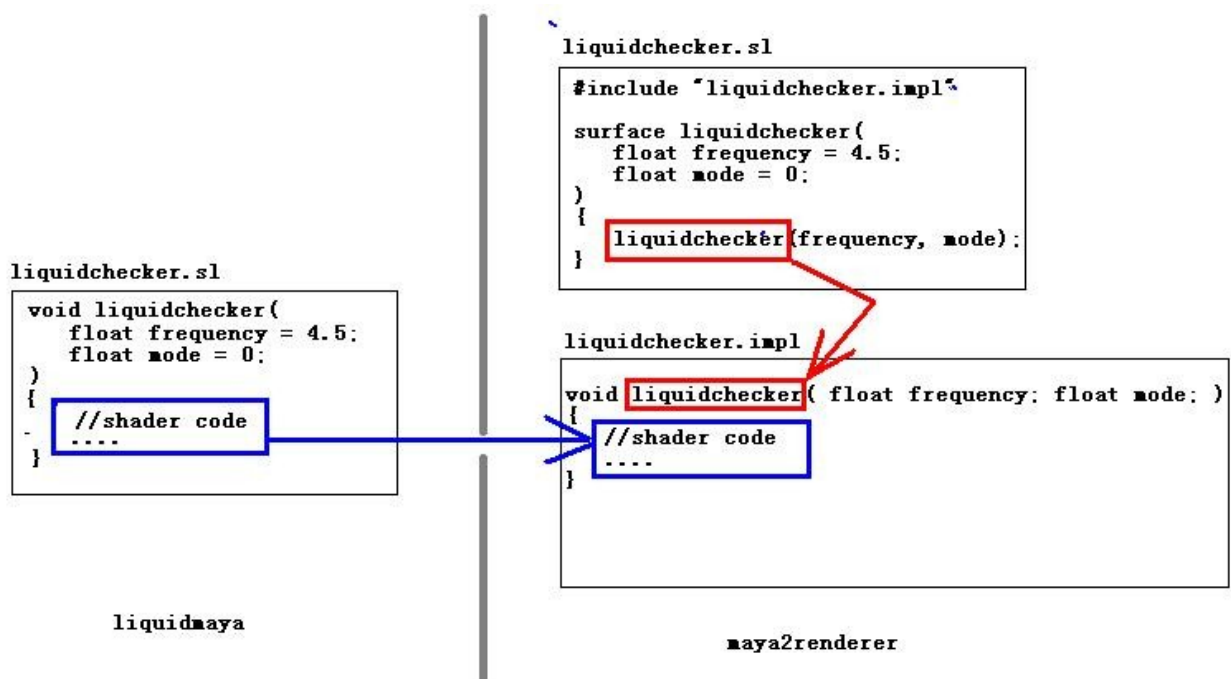 liquidchecker.sl
void liquidchecker(
float frequency = 4.5;
float mode = 0;
)
{
//shader code
....
}
liquidmaya
liquidchecker.sl
#include "liquidchecker.impl"
surface liquidchecker(
float frequency = 4.5;
float mode = 0;
)
{
liquidchecker(frequency, mode);
}
liquidchecker.impl
void liquidchecker( float frequency; float mode; )
{
//shader code
....
}
maya2renderer